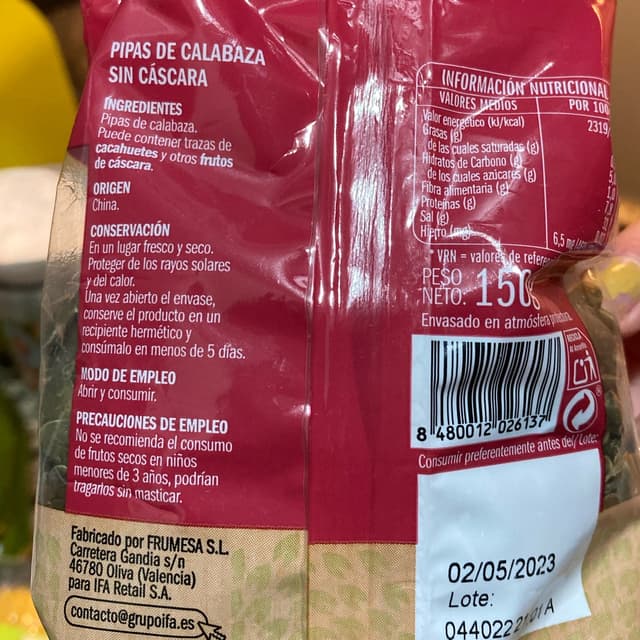 PIPAS DE CALABAZA
SIN CÁSCARA
INGREDIENTES
Pipas de calabaza.
Puede contener trazas de
cacahuetes y otros frutos
de cáscara.
ORIGEN
China.
CONSERVACIÓN
En un lugar fresco y seco.
Proteger de los rayos solares
y del calor.
Una vez abierto el envase,
conserve el producto en un
recipiente hermético y
consúmalo en menos de 5 días.
MODO DE EMPLEO
Abrir y consumir.
PRECAUCIONES DE EMPLEO
No se recomienda el consumo
de frutos secos en niños
menores de 3 años, podrían
tragarlos sin masticar.
Fabricado por FRUMESA S.L.
Carretera Gandia s/n
46780 Oliva (Valencia)
para IFA Retail S.A.
contacto@grupoifa.es
INFORMACIÓN NUTRICIONAL
VALORES MEDIOS POR 100
Valor energético (kJ/kcal) 2319
Grasas (g)
de las cuales saturadas (g)
Hidratos de Carbono (g)
de los cuales azúcares (g)
Fibra alimentaria (g)
Proteínas (g)
Sal (g)
Hierro (mg) 6,5 mg
* VRN = valores de
PESO
NETO: 150g
Envasado en atmósfera protectora.
8 480012 026137
Consumir preferentemente antes del/ Lote:
02/05/2023
Lote: